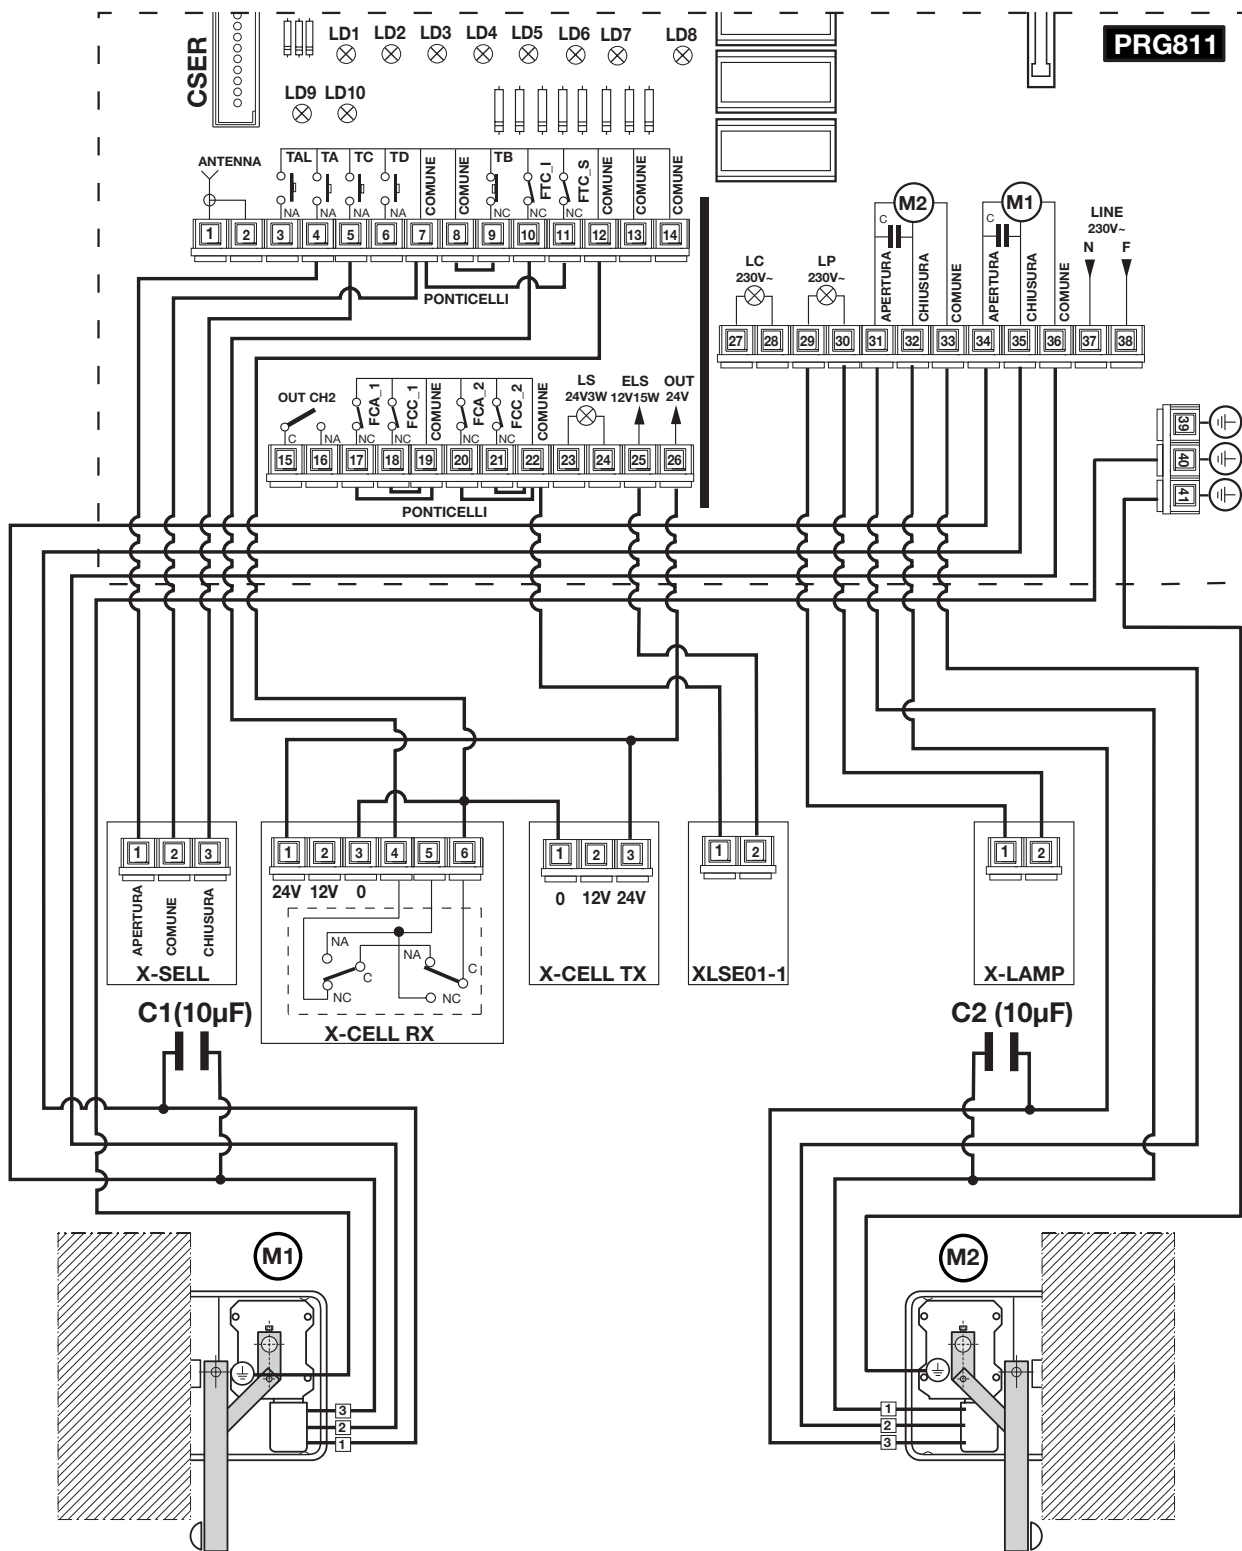 PRG811
CSER
LD1 LD2 LD3 LD4 LD5 LD6 LD7 LD8
LD9 LD10
ANTENNA TAL TA TC TD COMUNE COMUNE TB FTC_I FTC_S COMUNE COMUNE COMUNE
NA NA NA NA NC NC NC
1 2 3 4 5 6 7 8 9 10 11 12 13 14
PONTICELLI
M2 M1 LINE
230V~
C C N F
LC LP
230V~ 230V~
APERTURA CHIUSURA COMUNE APERTURA CHIUSURA COMUNE
27 28 29 30 31 32 33 34 35 36 37 38
OUT CH2 FCA_1 FCC_1 COMUNE FCA_2 FCC_2 COMUNE
LS ELS OUT
24V3W 12V15W 24V
C NA NC NC NC NC
15 16 17 18 19 20 21 22 23 24 25 26
PONTICELLI
39
40
41
1 2 3
APERTURA COMUNE CHIUSURA
X-SELL
1 2 3 4 5 6
24V 12V 0
NA NA
C C
NC NC
X-CELL RX
1 2 3
0 12V 24V
X-CELL TX
1 2
XLSE01-1
1 2
X-LAMP
C1(10µF)
C2 (10µF)
M1
M2
3
2
1
1
2
3